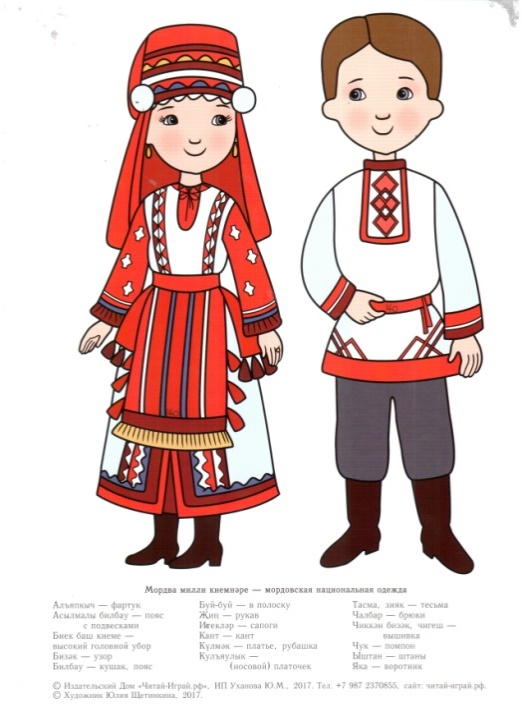 Мордва милли киемнәре — мордовская национальная одежда
Алъяпкыч — фартук
Асылмалы билбау — пояс
с подвесками
Биек баш киеме —
высокий головной убор
Бизәк — узор
Билбау — кушак, пояс
Буй-буй — в полоску
Җиң — рукав
Итекләр — сапоги
Кант — кант
Күлмәк — платье, рубашка
Кулъяулык —
(носовой) платочек
Тасма, зияк — тесьма
Чалбар — брюки
Чиккән бизәк, чигеш —
вышивка
Чук — помпон
Ыштан — штаны
Яка — воротник
© Издательский Дом «Читай-Играй.рф», ИП Уханова Ю.М., 2017. Тел. +7 987 2370855, сайт: читай-играй.рф.
© Художник Юлия Щетинкина, 2017.